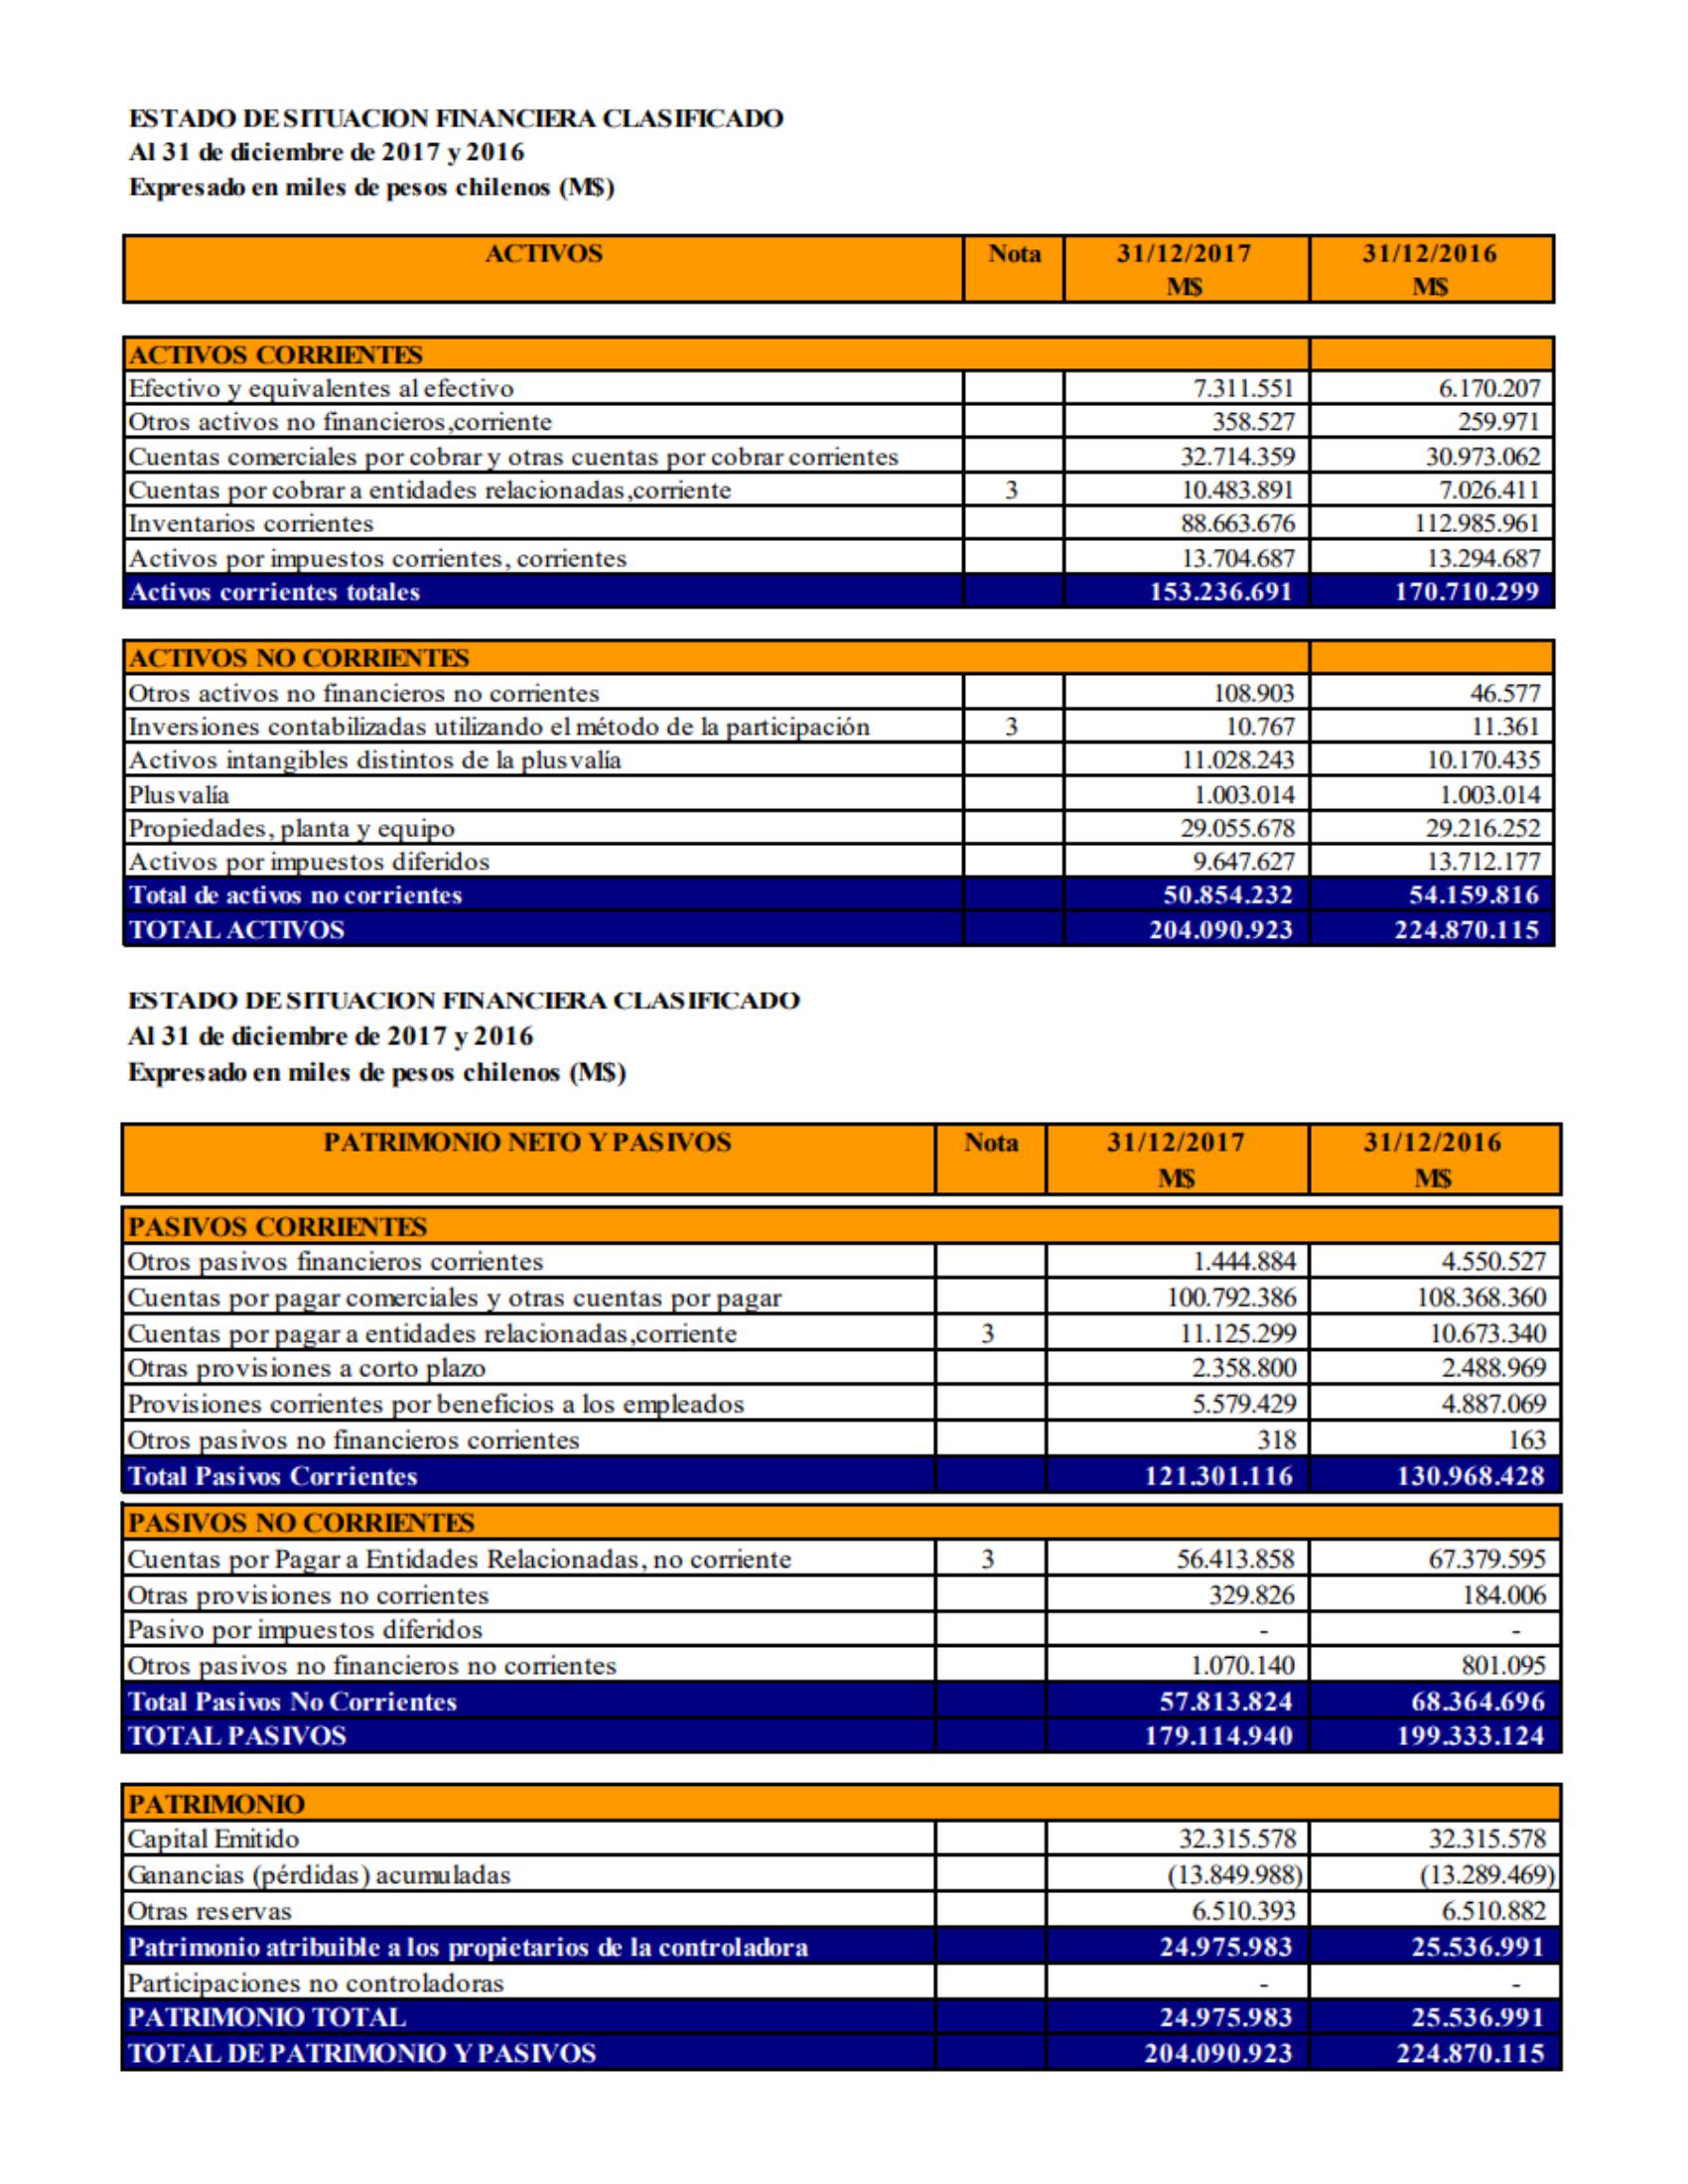 ESTADO DE SITUACION FINANCIERA CLASIFICADO
Al 31 de diciembre de 2017 y 2016
Expresado en miles de pesos chilenos (M$)
ACTIVOS Nota 31/12/2017 31/12/2016
M$ M$
ACTIVOS CORRIENTES
Efectivo y equivalentes al efectivo 7.311.551 6.170.207
Otros activos no financieros,corriente 358.527 259.971
Cuentas comerciales por cobrar y otras cuentas por cobrar corrientes 32.714.359 30.973.062
Cuentas por cobrar a entidades relacionadas,corriente 3 10.483.891 7.026.411
Inventarios corrientes 88.663.676 112.985.961
Activos por impuestos corrientes, corrientes 13.704.687 13.294.687
Activos corrientes totales 153.236.691 170.710.299
ACTIVOS NO CORRIENTES
Otros activos no financieros no corrientes 108.903 46.577
Inversiones contabilizadas utilizando el método de la participación 3 10.767 11.361
Activos intangibles distintos de la plusvalía 11.028.243 10.170.435
Plusvalía 1.003.014 1.003.014
Propiedades, planta y equipo 29.055.678 29.216.252
Activos por impuestos diferidos 9.647.627 13.712.177
Total de activos no corrientes 50.854.232 54.159.816
TOTAL ACTIVOS 204.090.923 224.870.115
ESTADO DE SITUACION FINANCIERA CLASIFICADO
Al 31 de diciembre de 2017 y 2016
Expresado en miles de pesos chilenos (M$)
PATRIMONIO NETO Y PASIVOS Nota 31/12/2017 31/12/2016
M$ M$
PASIVOS CORRIENTES
Otros pasivos financieros corrientes 1.444.884 4.550.527
Cuentas por pagar comerciales y otras cuentas por pagar 100.792.386 108.368.360
Cuentas por pagar a entidades relacionadas,corriente 3 11.125.299 10.673.340
Otras provisiones a corto plazo 2.358.800 2.488.969
Provisiones corrientes por beneficios a los empleados 5.579.429 4.887.069
Otros pasivos no financieros corrientes 318 163
Total Pasivos Corrientes 121.301.116 130.968.428
PASIVOS NO CORRIENTES
Cuentas por Pagar a Entidades Relacionadas, no corriente 3 56.413.858 67.379.595
Otras provisiones no corrientes 329.826 184.006
Pasivo por impuestos diferidos - -
Otros pasivos no financieros no corrientes 1.070.140 801.095
Total Pasivos No Corrientes 57.813.824 68.364.696
TOTAL PASIVOS 179.114.940 199.333.124
PATRIMONIO
Capital Emitido 32.315.578 32.315.578
Ganancias (pérdidas) acumuladas (13.849.988) (13.289.469)
Otras reservas 6.510.393 6.510.882
Patrimonio atribuible a los propietarios de la controladora 24.975.983 25.536.991
Participaciones no controladoras - -
PATRIMONIO TOTAL 24.975.983 25.536.991
TOTAL DE PATRIMONIO Y PASIVOS 204.090.923 224.870.115